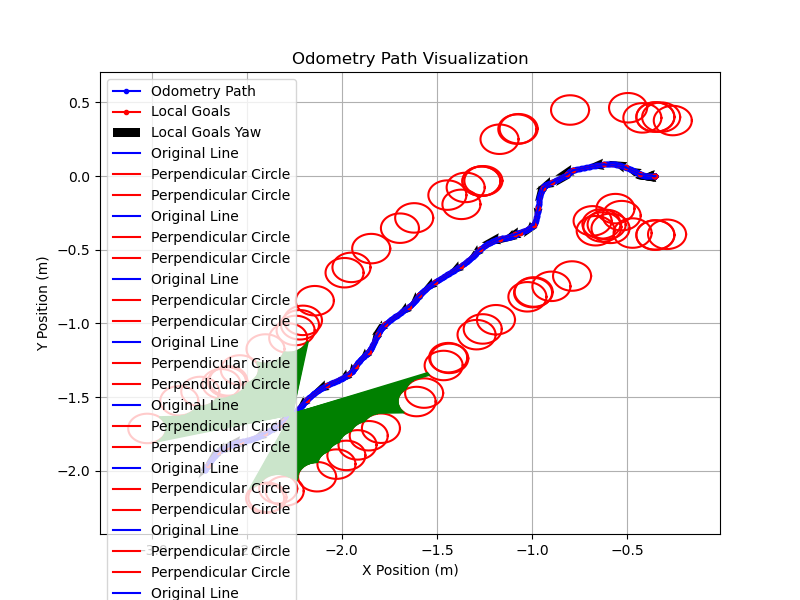 Odometry Path Visualization
Odometry Path
Local Goals
Local Goals Yaw
Original Line
Perpendicular Circle
Perpendicular Circle
Original Line
Perpendicular Circle
Perpendicular Circle
Original Line
Perpendicular Circle
Perpendicular Circle
Original Line
Perpendicular Circle
Perpendicular Circle
Original Line
Perpendicular Circle
Perpendicular Circle
Original Line
Perpendicular Circle
Perpendicular Circle
Original Line
Perpendicular Circle
Perpendicular Circle
Original Line
0.5
0.0
−0.5
−1.0
−1.5
−2.0
Y Position (m)
−2.0
−1.5
−1.0
−0.5
X Position (m)